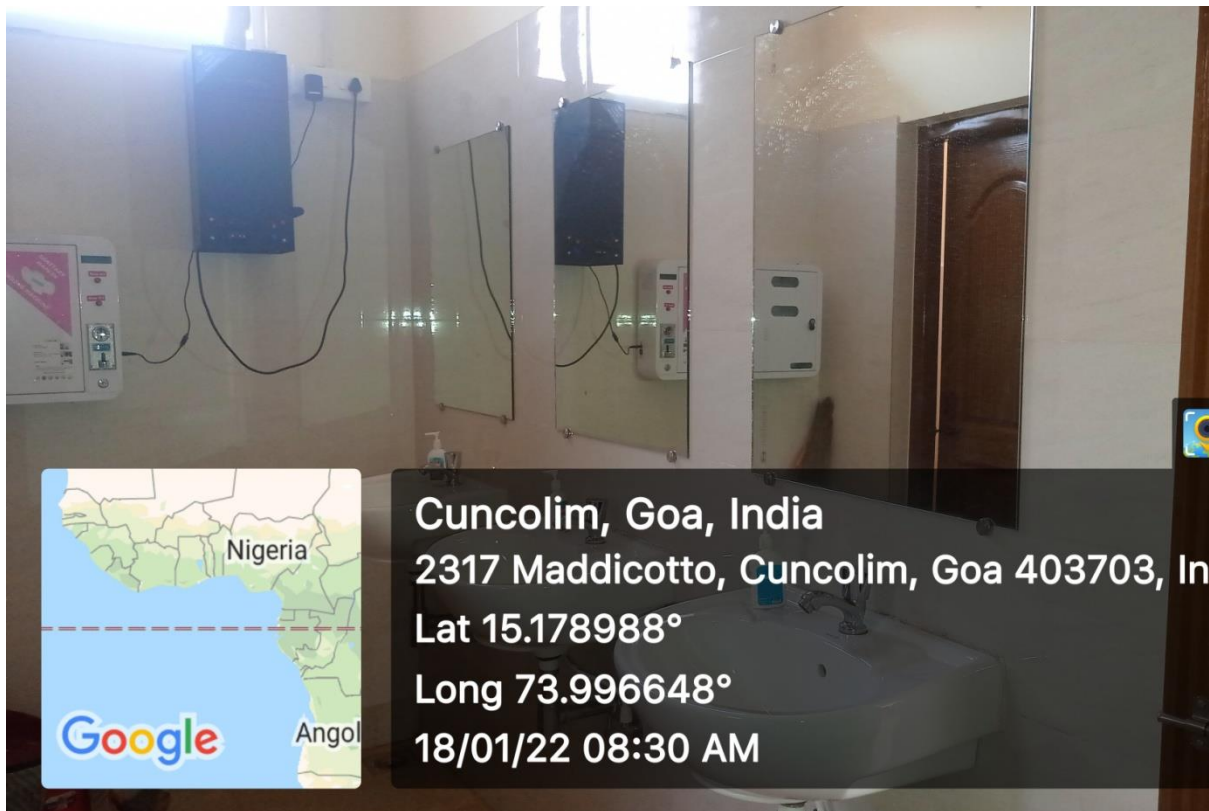 Nigeria
Angol
Google
Cuncolim, Goa, India
2317 Maddicotto, Cuncolim, Goa 403703, In
Lat 15.178988°
Long 73.996648°
18/01/22 08:30 AM